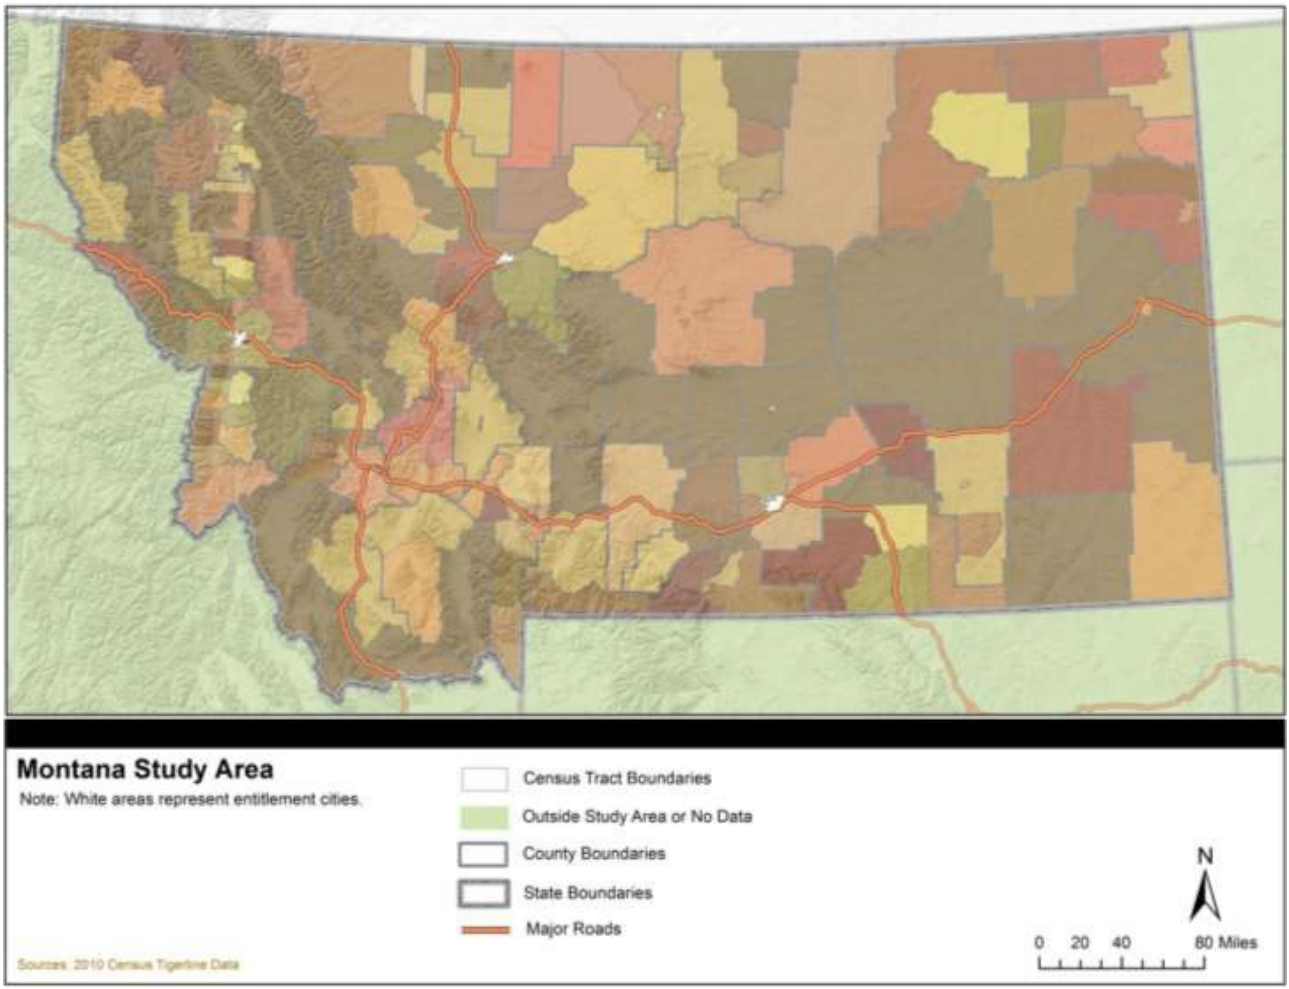 Montana Study Area
Note: White areas represent entitlement cities.
Census Tract Boundaries
Outside Study Area or No Data
County Boundaries
State Boundaries
Major Roads
N
0 20 40 80 Miles
Sources: 2010 Census Tigerline Data